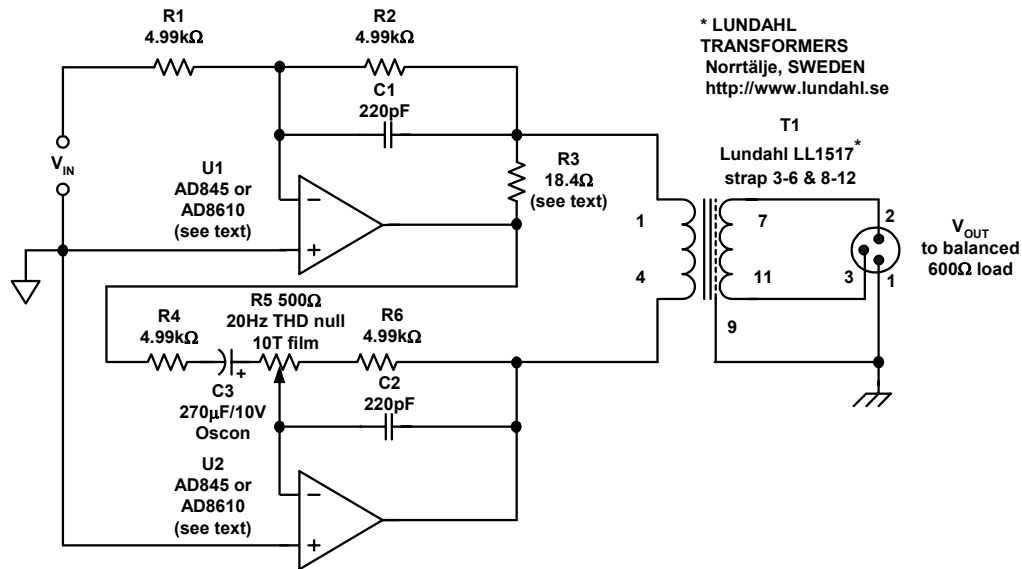 R1
4.99kΩ
R2
4.99kΩ
C1
220pF
* LUNDAHL
TRANSFORMERS
Norrtälje, SWEDEN
http://www.lundahl.se
VIN
U1
AD845 or
AD8610
(see text)
−
+
R3
18.4Ω
(see text)
T1
Lundahl LL1517*
strap 3-6 & 8-12
1
4
7
11
9
2
3
1
VOUT
to balanced
600Ω load
R4
4.99kΩ
R5 500Ω
20Hz THD null
10T film
R6
4.99kΩ
+
C3
270μF/10V
Oscon
C2
220pF
U2
AD845 or
AD8610
(see text)
−
+